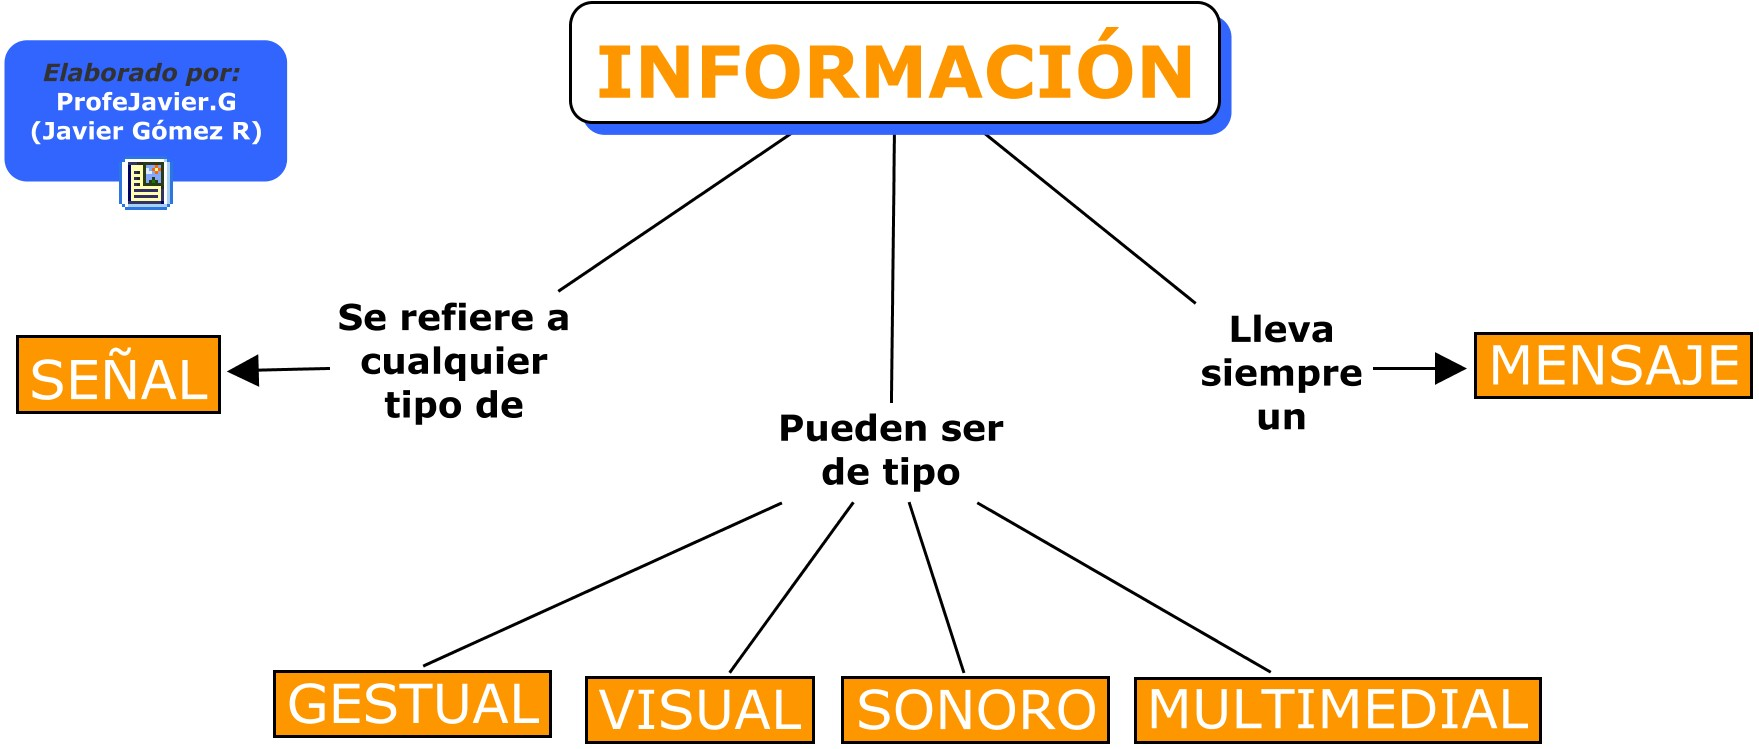 INFORMACIÓN
Elaborado por:
ProfeJavier.G
(Javier Gómez R)
Se refiere a
cualquier
tipo de
SEÑAL
Pueden ser
de tipo
Lleva
siempre
un
MENSAJE
GESTUAL
VISUAL
SONORO
MULTIMEDIAL